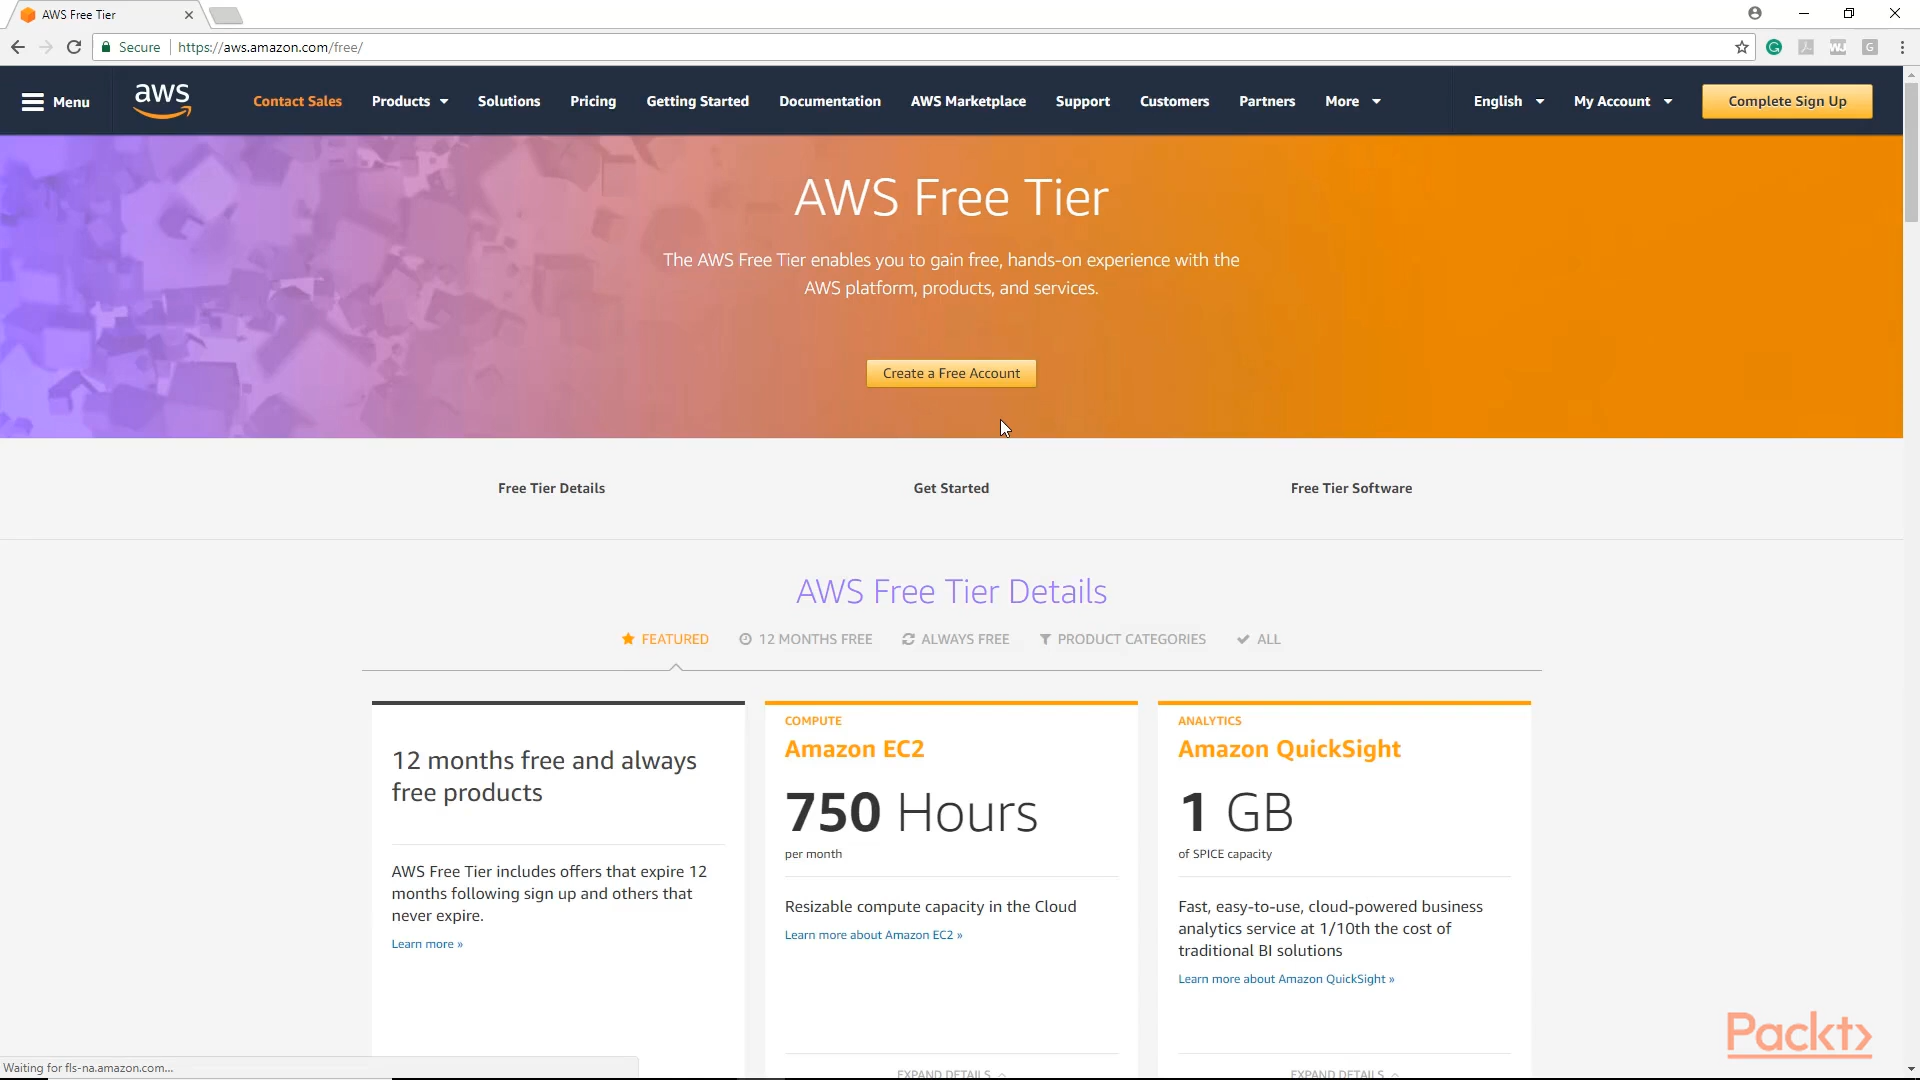 AWS Free Tier
Secure https://aws.amazon.com/free/
WJ
G
Menu
aws
Contact Sales
Products
Solutions
Pricing
Getting Started
Documentation
AWS Marketplace
Support
Customers
Partners
More
English
My Account
Complete Sign Up
AWS Free Tier
The AWS Free Tier enables you to gain free, hands-on experience with the
AWS platform, products, and services.
Create a Free Account
Free Tier Details
Get Started
Free Tier Software
AWS Free Tier Details
FEATURED
12 MONTHS FREE
ALWAYS FREE
PRODUCT CATEGORIES
ALL
12 months free and always
free products
AWS Free Tier includes offers that expire 12
months following sign up and others that
never expire.
Learn more »
COMPUTE
Amazon EC2
750 Hours
per month
Resizable compute capacity in the Cloud
Learn more about Amazon EC2 »
EXPAND DETAILS
ANALYTICS
Amazon QuickSight
1 GB
of SPICE capacity
Fast, easy-to-use, cloud-powered business
analytics service at 1/10th the cost of
traditional BI solutions
Learn more about Amazon QuickSight »
EXPAND DETAILS
Packt
Waiting for fls-na.amazon.com...